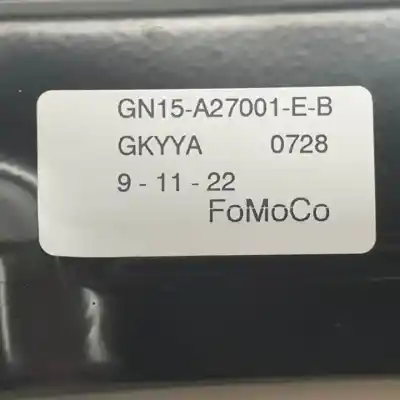 GN15-A27001-E-B
GKYYA 0728
9 - 11 - 22
FoMoCo